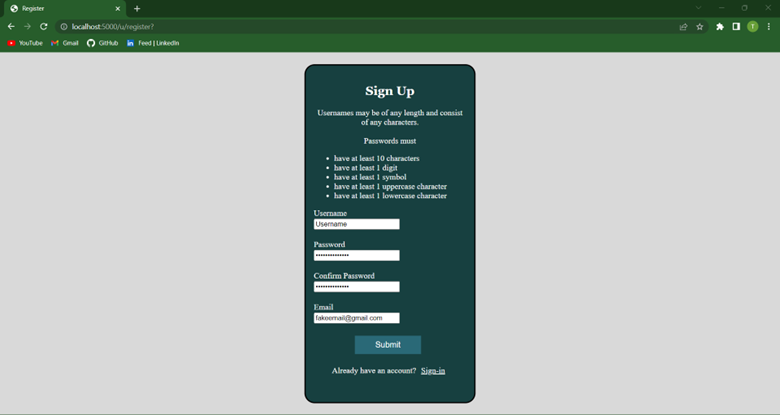 Register
localhost:5000/u/register?
T
YouTube
Gmail
GitHub
in Feed | LinkedIn
Sign Up
Usernames may be of any length and consist
of any characters.
Passwords must
• have at least 10 characters
• have at least 1 digit
• have at least 1 symbol
• have at least 1 uppercase character
• have at least 1 lowercase character
Username
Username
Password
••••••••••••••
Confirm Password
••••••••••••••
Email
fakeemail@gmail.com
Submit
Already have an account? Sign-in